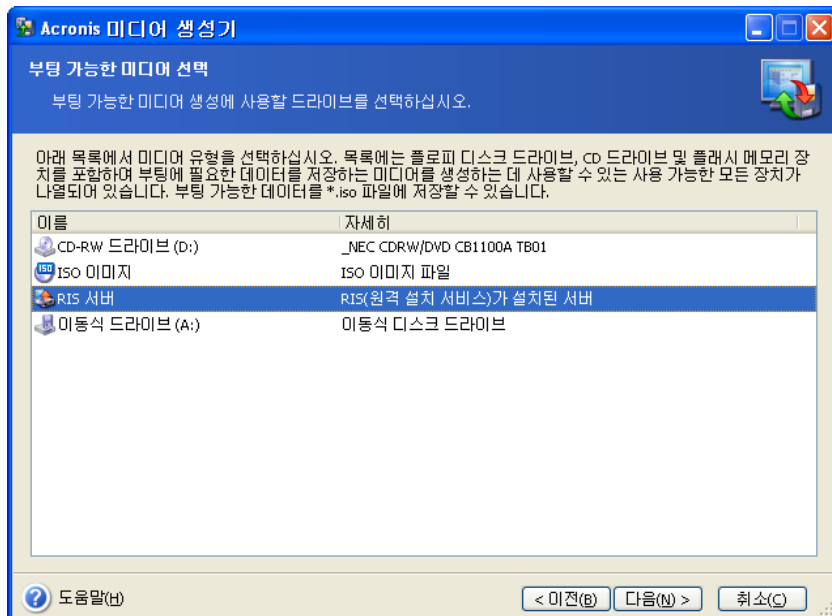 Acronis 미디어 생성기
부팅 가능한 미디어 선택
부팅 가능한 미디어 생성에 사용할 드라이브를 선택하십시오.
아래 목록에서 미디어 유형을 선택하십시오. 목록에는 플로피 디스크 드라이브, CD 드라이브 및 플래시 메모리 장
치를 포함하여 부팅에 필요한 데이터를 저장하는 미디어를 생성하는 데 사용할 수 있는 사용 가능한 모든 장치가
나열되어 있습니다. 부팅 가능한 데이터를 *.iso 파일에 저장할 수 있습니다.
이름 자세히
CD-RW 드라이브 (D:) _NEC CDRW/DVD CB1100A TB01
ISO ISO 이미지 ISO 이미지 파일
RIS 서버 RIS(원격 설치 서비스)가 설치된 서버
이동식 드라이브 (A:) 이동식 디스크 드라이브
? 도움말(H) < 이전(B) 다음(N) > 취소(C)